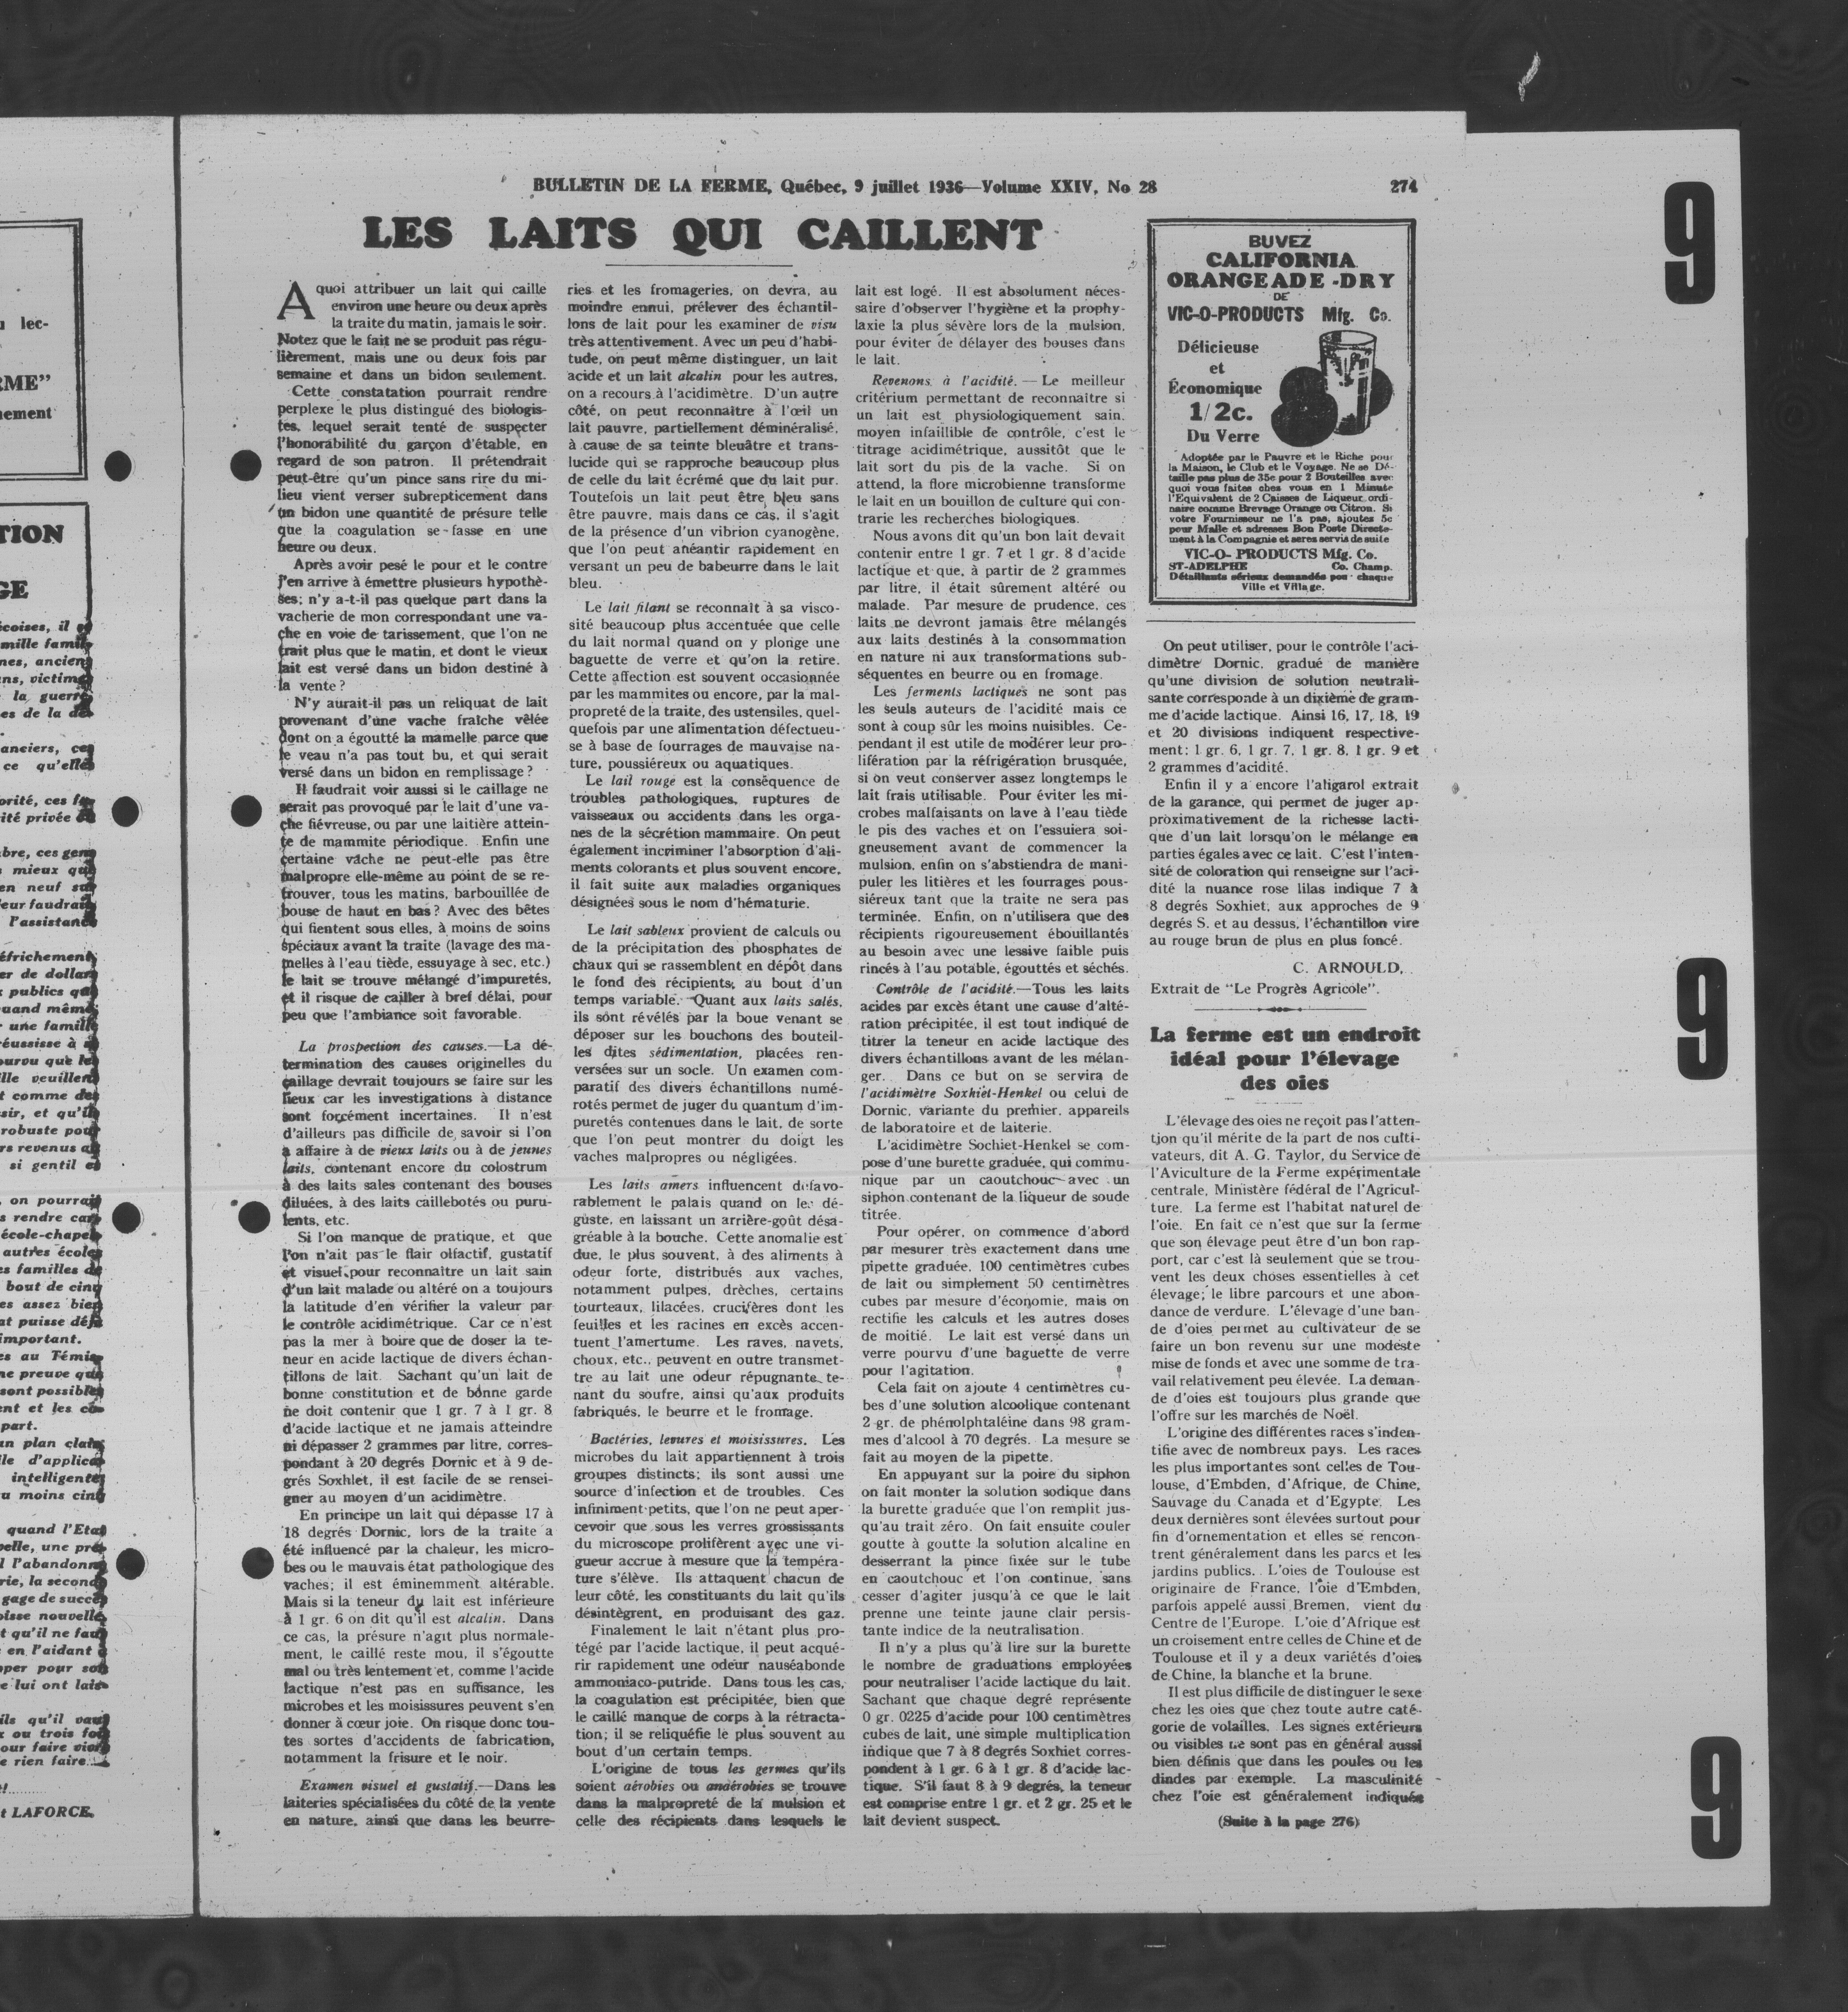 BULLETIN DE LA FERME, Québec, 9 juillet 1936—Volume XXIV, No 28
274
LES LAITS QUI CAILLENT
A quoi attribuer un lait qui caille
environ une heure ou deux après
la traite du matin, jamais le soir.
Notez que le fait ne se produit pas régu-
lièrement, mais une ou deux fois par
semaine et dans un bidon seulement.
Cette constatation pourrait rendre
perplexe le plus distingué des biologis-
tes, lequel serait tenté de suspecter
l'honorabilité du garçon d'étable, en
regard de son patron. Il prétendrait
peut-être qu'un pince sans rire du mi-
lieu vient verser subrepticement dans
un bidon une quantité de présure telle
que la coagulation se-fasse en une
heure ou deux.
Après avoir pesé le pour et le contre
j'en arrive à émettre plusieurs hypothè-
ses; n'y a-t-il pas quelque part dans la
vacherie de mon correspondant une va-
che en voie de tarissement, que l'on ne
trait plus que le matin, et dont le vieux
lait est versé dans un bidon destiné à
la vente?
N'y aurait-il pas un reliquat de lait
provenant d'une vache fraîche vêlée
dont on a égoutté la mamelle parce que
le veau n'a pas tout bu, et qui serait
versé dans un bidon en remplissage?
Il faudrait voir aussi si le caillage ne
serait pas provoqué par le lait d'une va-
che fiévreuse, ou par une laitière attein-
te de mammite périodique. Enfin une
certaine vâche ne peut-elle pas être
malpropre elle-même au point de se re-
trouver, tous les matins, barbouillée de
bouse de haut en bas? Avec des bêtes
qui fientent sous elles, à moins de soins
spéciaux avant la traite (lavage des ma-
melles à l'eau tiède, essuyage à sec, etc.)
le lait se trouve mélangé d'impuretés,
et il risque de cailler à bref délai, pour
peu que l'ambiance soit favorable.
La prospection des causes.—La dé-
termination des causes originelles du
caillage devrait toujours se faire sur les
lieux car les investigations à distance
sont forçément incertaines. Il n'est
d'ailleurs pas difficile de savoir si l'on
a affaire à de vieux laits ou à de jeunes
laits, contenant encore du colostrum
à des laits sales contenant des bouses
diluées, à des laits caillebotés ou puru-
lents, etc.
Si l'on manque de pratique, et que
l'on n'ait pas le flair olfactif, gustatif
et visuel pour reconnaître un lait sain
d'un lait malade ou altéré on a toujours
la latitude d'en vérifier la valeur par
le contrôle acidimétrique. Car ce n'est
pas la mer à boire que de doser la te-
neur en acide lactique de divers échan-
tillons de lait. Sachant qu'un lait de
bonne constitution et de bonne garde
ne doit contenir que 1 gr. 7 à 1 gr. 8
d'acide lactique et ne jamais atteindre
ni dépasser 2 grammes par litre, corres-
pondant à 20 degrés Dornic et à 9 de-
grés Soxhlet, il est facile de se rensei-
gner au moyen d'un acidimètre.
En principe un lait qui dépasse 17 à
18 degrés Dornic, lors de la traite a
été influencé par la chaleur, les micro-
bes ou le mauvais état pathologique des
vaches; il est éminemment altérable.
Mais si la teneur du lait est inférieure
à 1 gr. 6 on dit qu'il est alcalin. Dans
ce cas, la présure n'agit plus normale-
ment, le caillé reste mou, il s'égoutte
mal ou très lentement et, comme l'acide
lactique n'est pas en suffisance, les
microbes et les moisissures peuvent s'en
donner à cœur joie. On risque donc tou-
tes sortes d'accidents de fabrication,
notamment la frisure et le noir.
Examen visuel et gustatif.—Dans les
laiteries spécialisées du côté de la vente
en nature, ainsi que dans les beurre-
ries et les fromageries, on devra, au
moindre ennui, prélever des échantil-
lons de lait pour les examiner de visu
très attentivement. Avec un peu d'habi-
tude, on peut même distinguer, un lait
acide et un lait alcalin pour les autres,
on a recours à l'acidimètre. D'un autre
côté, on peut reconnaître à l'œil un
lait pauvre, partiellement déminéralisé,
à cause de sa teinte bleuâtre et trans-
lucide qui se rapproche beaucoup plus
de celle du lait écrémé que du lait pur.
Toutefois un lait peut être bleu sans
être pauvre, mais dans ce cas, il s'agit
de la présence d'un vibrion cyanogène,
que l'on peut anéantir rapidement en
versant un peu de babeurre dans le lait
bleu.
Le lait filant se reconnaît à sa visco-
sité beaucoup plus accentuée que celle
du lait normal quand on y plonge une
baguette de verre et qu'on la retire.
Cette affection est souvent occasionnée
par les mammites ou encore, par la mal-
propreté de la traite, des ustensiles, quel-
quefois par une alimentation défectueu-
se à base de fourrages de mauvaise na-
ture, poussiéreux ou aquatiques.
Le lait rouge est la conséquence de
troubles pathologiques, ruptures de
vaisseaux ou accidents dans les orga-
nes de la sécrétion mammaire. On peut
également incriminer l'absorption d'ali-
ments colorants et plus souvent encore,
il fait suite aux maladies organiques
désignées sous le nom d'hématurie.
Le lait sableux provient de calculs ou
de la précipitation des phosphates de
chaux qui se rassemblent en dépôt dans
le fond des récipients, au bout d'un
temps variable. Quant aux laits salés,
ils sont révélés par la boue venant se
déposer sur les bouchons des bouteil-
les dites sédimentation, placées ren-
versées sur un socle. Un examen com-
paratif des divers échantillons numé-
rotés permet de juger du quantum d'im-
puretés contenues dans le lait, de sorte
que l'on peut montrer du doigt les
vaches malpropres ou négligées.
Les laits amers influencent défavo-
rablement le palais quand on les dé-
guste, en laissant un arrière-goût désa-
gréable à la bouche. Cette anomalie est
due, le plus souvent, à des aliments à
odeur forte, distribués aux vaches,
notamment pulpes, drèches, certains
tourteaux, lilacées, crucifères dont les
feuilles et les racines en excès accen-
tuent l'amertume. Les raves, navets,
choux, etc., peuvent en outre transmet-
tre au lait une odeur répugnante te-
nant du soufre, ainsi qu'aux produits
fabriqués, le beurre et le fromage.
Bactéries, levures et moisissures. Les
microbes du lait appartiennent à trois
groupes distincts; ils sont aussi une
source d'infection et de troubles. Ces
infiniment-petits, que l'on ne peut aper-
cevoir que sous les verres grossissants
du microscope prolifèrent avec une vi-
gueur accrue à mesure que la tempéra-
ture s'élève. Ils attaquent chacun de
leur côté, les constituants du lait qu'ils
désintègrent, en produisant des gaz.
Finalement le lait n'étant plus pro-
tégé par l'acide lactique, il peut acqué-
rir rapidement une odeur nauséabonde
ammoniaco-putride. Dans tous les cas,
la coagulation est précipitée, bien que
le caillé manque de corps à la rétracta-
tion; il se reliquéfie le plus souvent au
bout d'un certain temps.
L'origine de tous les germes qu'ils
soient aérobies ou anaérobies se trouve
dans la malpropreté de la mulsion et
celle des récipients dans lesquels le
lait est logé. Il est absolument néces-
saire d'observer l'hygiène et la prophy-
laxie la plus sévère lors de la mulsion,
pour éviter de délayer des bouses dans
le lait.
Revenons à l'acidité. — Le meilleur
critérium permettant de reconnaître si
un lait est physiologiquement sain,
moyen infaillible de contrôle, c'est le
titrage acidimétrique, aussitôt que le
lait sort du pis de la vache. Si on
attend, la flore microbienne transforme
le lait en un bouillon de culture qui con-
trarie les recherches biologiques.
Nous avons dit qu'un bon lait devait
contenir entre 1 gr. 7 et 1 gr. 8 d'acide
lactique et que, à partir de 2 grammes
par litre, il était sûrement altéré ou
malade. Par mesure de prudence, ces
laits ne devront jamais être mélangés
aux laits destinés à la consommation
en nature ni aux transformations sub-
séquentes en beurre ou en fromage.
Les ferments lactiques ne sont pas
les seuls auteurs de l'acidité mais ce
sont à coup sûr les moins nuisibles. Ce-
pendant il est utile de modérer leur pro-
lifération par la réfrigération brusquée,
si on veut conserver assez longtemps le
lait frais utilisable. Pour éviter les mi-
crobes malfaisants on lave à l'eau tiède
le pis des vaches et on l'essuiera soi-
gneusement avant de commencer la
mulsion, enfin on s'abstiendra de mani-
puler les litières et les fourrages pous-
siéreux tant que la traite ne sera pas
terminée. Enfin, on n'utilisera que des
récipients rigoureusement ébouillantés
au besoin avec une lessive faible puis
rincés à l'au potable, égouttés et séchés.
Contrôle de l'acidité.—Tous les laits
acides par excès étant une cause d'alté-
ration précipitée, il est tout indiqué de
titrer la teneur en acide lactique des
divers échantillons avant de les mélan-
ger. Dans ce but on se servira de
l'acidimètre Soxhiet-Henkel ou celui de
Dornic, variante du premier, appareils
de laboratoire et de laiterie.
L'acidimètre Sochiet-Henkel se com-
pose d'une burette graduée, qui commu-
nique par un caoutchouc avec un
siphon contenant de la liqueur de soude
titrée.
Pour opérer, on commence d'abord
par mesurer très exactement dans une
pipette graduée, 100 centimètres cubes
de lait ou simplement 50 centimètres
cubes par mesure d'économie, mais on
rectifie les calculs et les autres doses
de moitié. Le lait est versé dans un
verre pourvu d'une baguette de verre
pour l'agitation.
Cela fait on ajoute 4 centimètres cu-
bes d'une solution alcoolique contenant
2 gr. de phénolphtaléine dans 98 gram-
mes d'alcool à 70 degrés. La mesure se
fait au moyen de la pipette.
En appuyant sur la poire du siphon
on fait monter la solution sodique dans
la burette graduée que l'on remplit jus-
qu'au trait zéro. On fait ensuite couler
goutte à goutte la solution alcaline en
desserrant la pince fixée sur le tube
en caoutchouc et l'on continue, sans
cesser d'agiter jusqu'à ce que le lait
prenne une teinte jaune clair persis-
tante indice de la neutralisation.
Il n'y a plus qu'à lire sur la burette
le nombre de graduations employées
pour neutraliser l'acide lactique du lait.
Sachant que chaque degré représente
0 gr. 0225 d'acide pour 100 centimètres
cubes de lait, une simple multiplication
indique que 7 à 8 degrés Soxhiet corres-
pondent à 1 gr. 6 à 1 gr. 8 d'acide lac-
tique. S'il faut 8 à 9 degrés, la teneur
est comprise entre 1 gr. et 2 gr. 25 et le
lait devient suspect.
BUVEZ
CALIFORNIA
ORANGEADE-DRY
DE
VIC-O-PRODUCTS Mfg. Co.
Délicieuse
et
Économique
1/2c.
Du Verre
Adoptée par le Pauvre et le Riche pour
la Maison, le Club et le Voyage. Ne se Dé-
taille pas plus de 35c pour 2 Bouteilles avec
quoi vous faites chez vous en 1 Minute
l'Equivalent de 2 Caisses de Liqueur ordi-
naire comme Brevage Orange ou Citron. Si
votre Fournisseur ne l'a pas, ajoutes 5c
pour Malle et adresses Bon Poste Directe-
ment à la Compagnie et seres servis de suite
VIC-O-PRODUCTS Mfg. Co.
ST-ADELPHE Co. Champ.
Détaillants sérieux demandés pou chaque
Ville et Village.
On peut utiliser, pour le contrôle l'aci-
dimètre Dornic, gradué de manière
qu'une division de solution neutrali-
sante corresponde à un dixième de gram-
me d'acide lactique. Ainsi 16, 17, 18, 19
et 20 divisions indiquent respective-
ment: 1 gr. 6, 1 gr. 7, 1 gr. 8, 1 gr. 9 et
2 grammes d'acidité.
Enfin il y a encore l'aligarol extrait
de la garance, qui permet de juger ap-
proximativement de la richesse lacti-
que d'un lait lorsqu'on le mélange en
parties égales avec ce lait. C'est l'inten-
sité de coloration qui renseigne sur l'aci-
dité la nuance rose lilas indique 7 à
8 degrés Soxhiet; aux approches de 9
degrés S. et au dessus, l'échantillon vire
au rouge brun de plus en plus foncé.
C. ARNOULD,
Extrait de "Le Progrès Agricole".
La ferme est un endroit
idéal pour l'élevage
des oies
L'élevage des oies ne reçoit pas l'atten-
tion qu'il mérite de la part de nos culti-
vateurs, dit A. G. Taylor, du Service de
l'Aviculture de la Ferme expérimentale
centrale, Ministère fédéral de l'Agricul-
ture. La ferme est l'habitat naturel de
l'oie. En fait ce n'est que sur la ferme
que son élevage peut être d'un bon rap-
port, car c'est là seulement que se trou-
vent les deux choses essentielles à cet
élevage; le libre parcours et une abon-
dance de verdure. L'élevage d'une ban-
de d'oies permet au cultivateur de se
faire un bon revenu sur une modeste
mise de fonds et avec une somme de tra-
vail relativement peu élevée. La deman-
de d'oies est toujours plus grande que
l'offre sur les marchés de Noël.
L'origine des différentes races s'inden-
tifie avec de nombreux pays. Les races
les plus importantes sont celles de Tou-
louse, d'Embden, d'Afrique, de Chine,
Sauvage du Canada et d'Egypte. Les
deux dernières sont élevées surtout pour
fin d'ornementation et elles se rencon-
trent généralement dans les parcs et les
jardins publics. L'oies de Toulouse est
originaire de France, l'oie d'Embden,
parfois appelé aussi Bremen, vient du
Centre de l'Europe. L'oie d'Afrique est
un croisement entre celles de Chine et de
Toulouse et il y a deux variétés d'oies
de Chine, la blanche et la brune.
Il est plus difficile de distinguer le sexe
chez les oies que chez toute autre caté-
gorie de volailles. Les signes extérieurs
ou visibles ne sont pas en général aussi
bien définis que dans les poules ou les
dindes par exemple. La masculinité
chez l'oie est généralement indiquée
(Suite à la page 276)
9
9
9